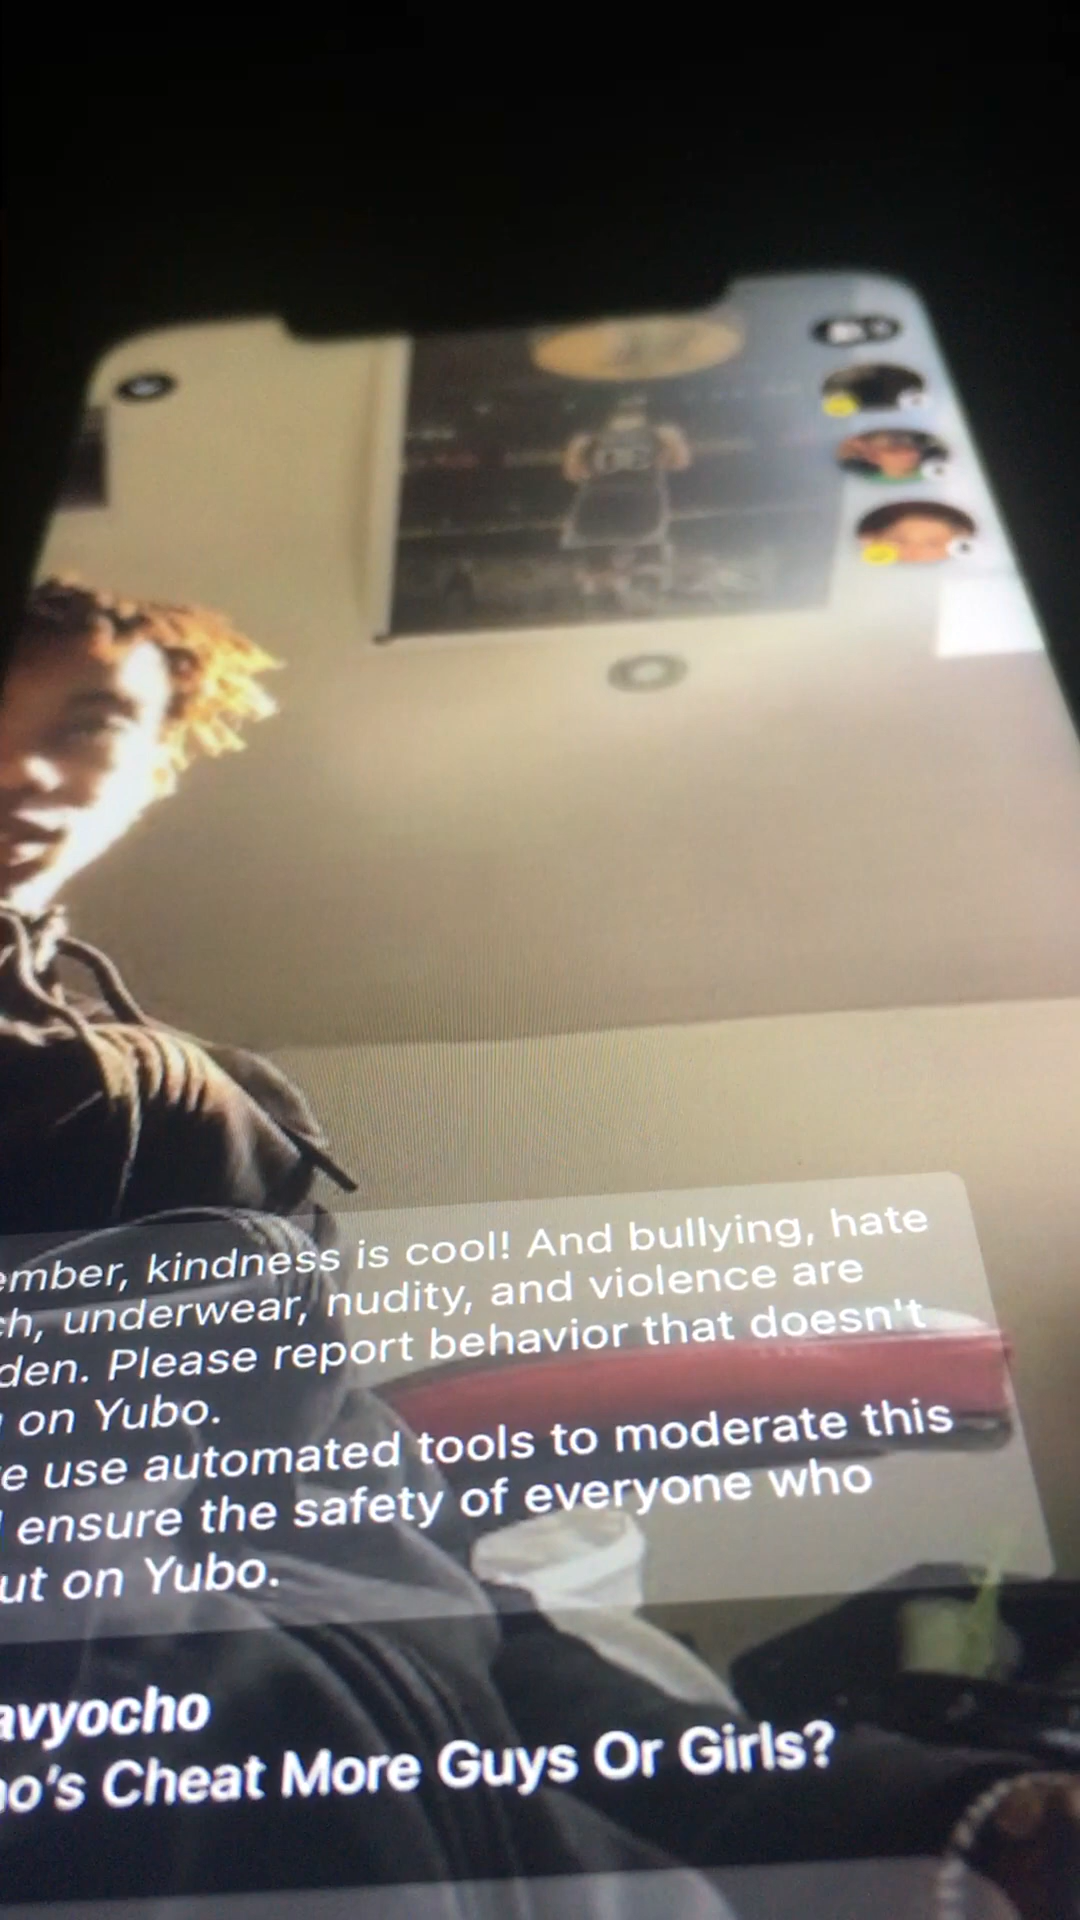 ember, kindness is cool! And bullying, hate
ch, underwear, nudity, and violence are
den. Please report behavior that doesn't
on Yubo.
e use automated tools to moderate this
ensure the safety of everyone who
ut on Yubo.
avyocho
ho's Cheat More Guys Or Girls?